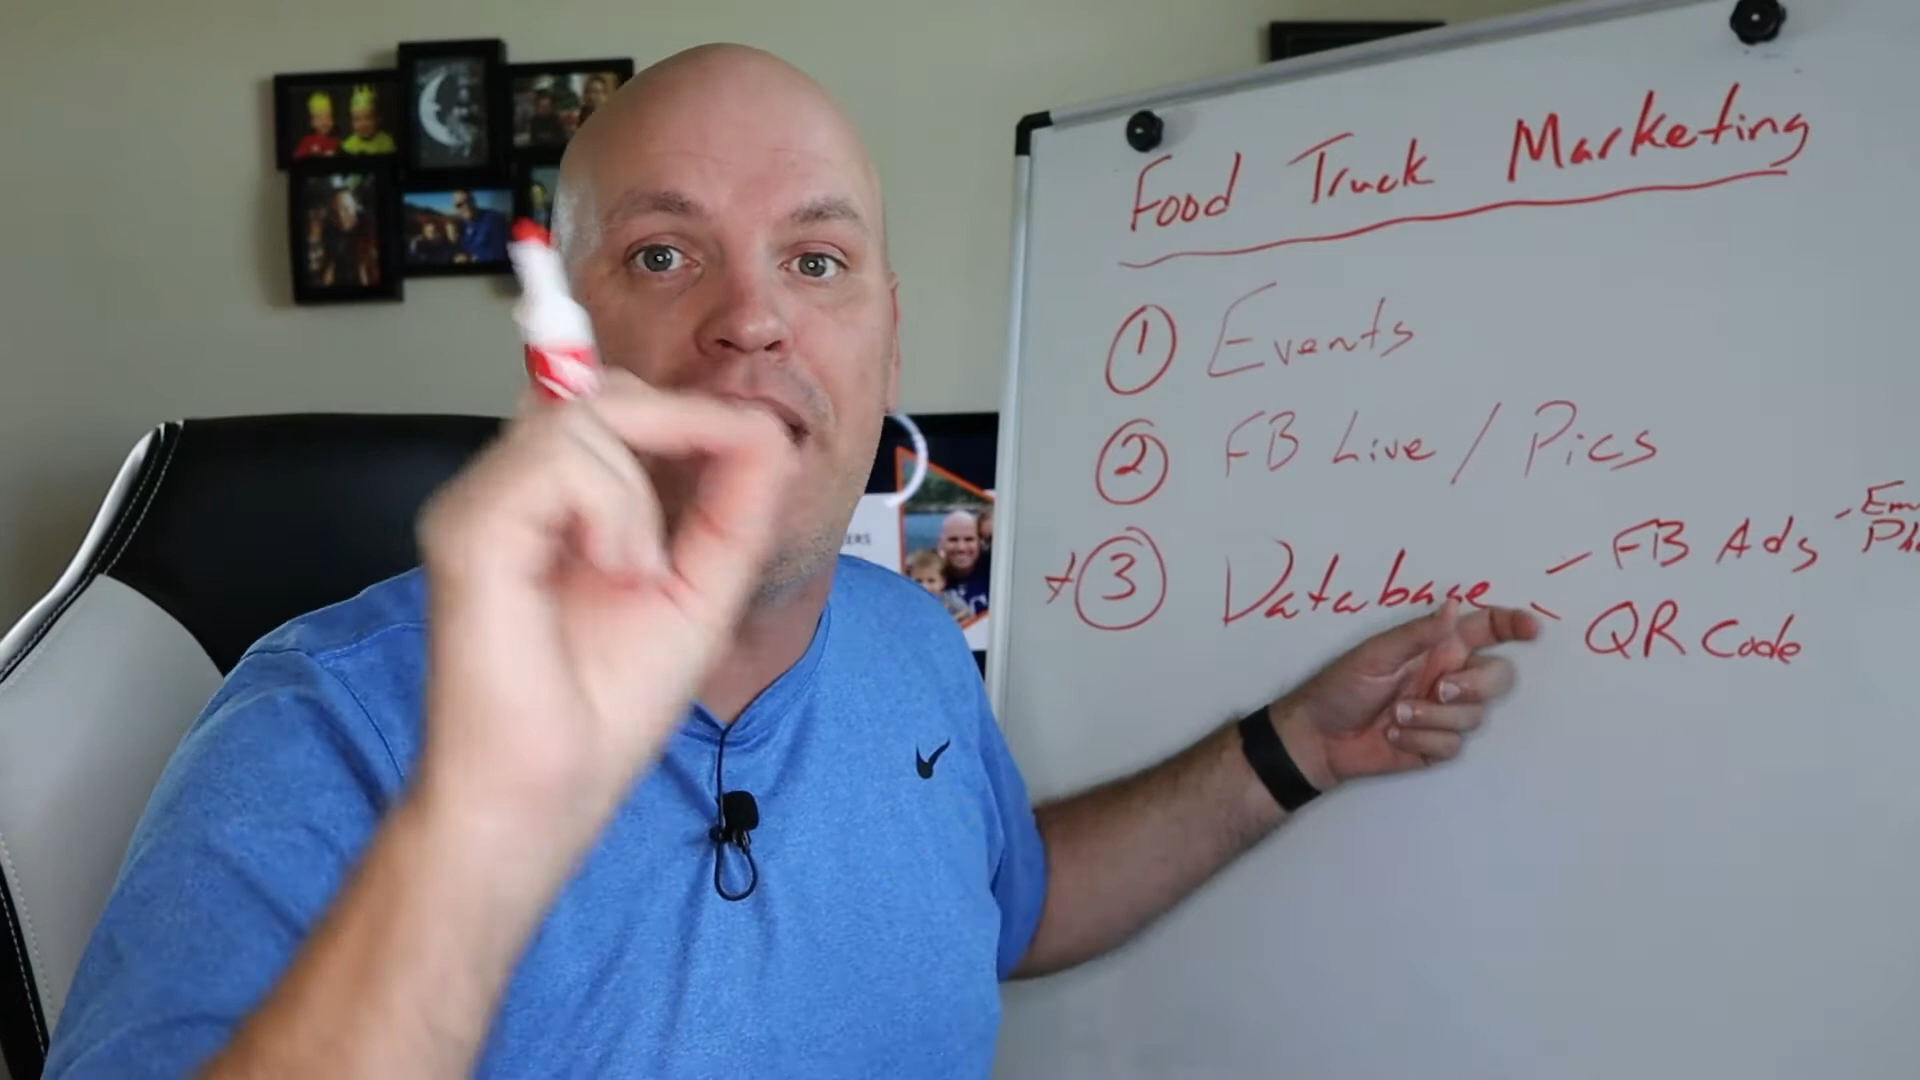 Food Truck Marketing
1 Events
2 FB Live / Pics
3 Database - FB Ads -
- QR Code